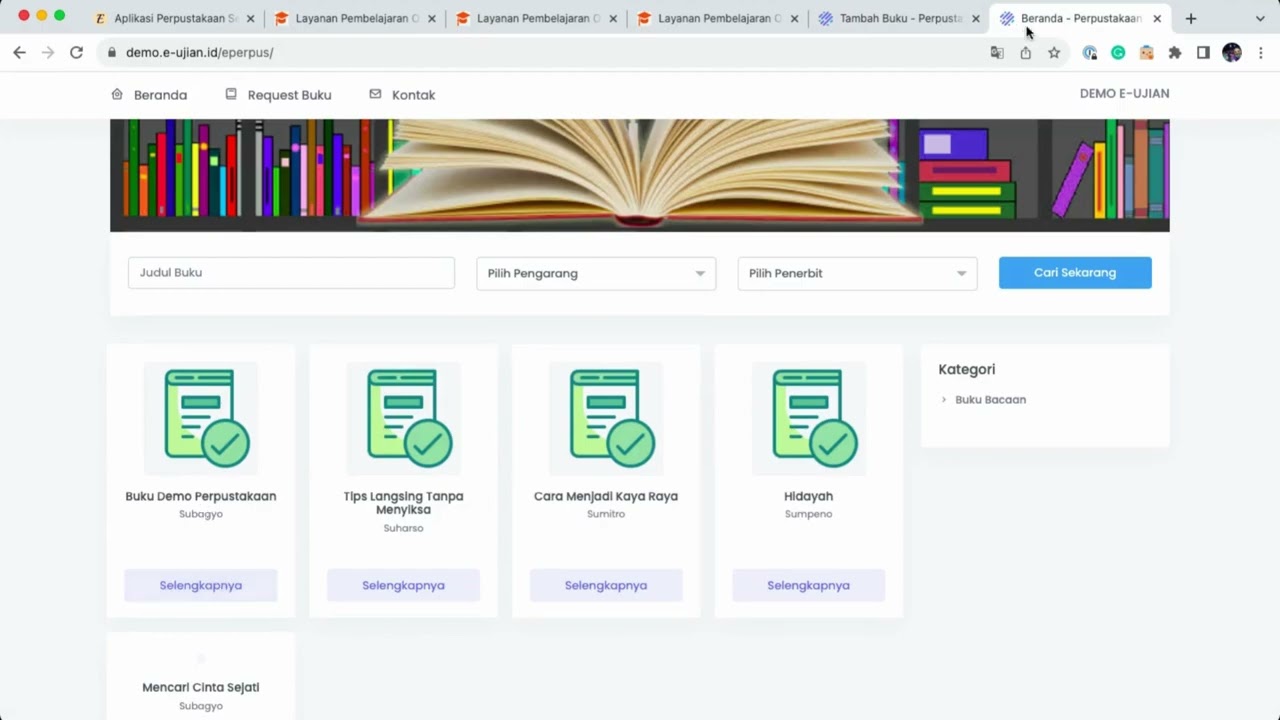 Aplikasi Perpustakaan Se
Layanan Pembelajaran O
Layanan Pembelajaran O
Layanan Pembelajaran O
Tambah Buku - Perpusta
Beranda - Perpustakaan
demo.e-ujian.id/eperpus/
Beranda
Request Buku
Kontak
DEMO E-UJIAN
Judul Buku
Pilih Pengarang
Pilih Penerbit
Cari Sekarang
Buku Demo Perpustakaan
Subagyo
Selengkapnya
Tips Langsing Tanpa
Menyiksa
Suharso
Selengkapnya
Cara Menjadi Kaya Raya
Sumitro
Selengkapnya
Hidayah
Sumpeno
Selengkapnya
Kategori
Buku Bacaan
Mencari Cinta Sejati
Subagyo